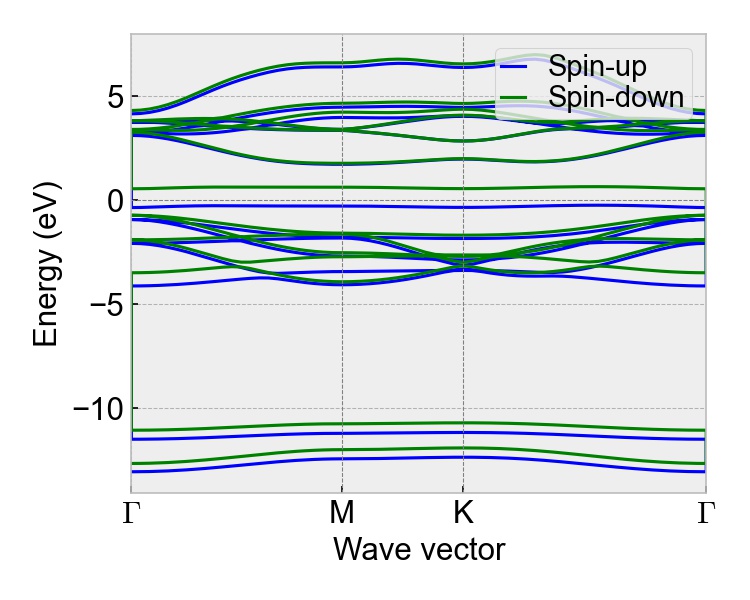 Spin-up
Spin-down
5
0
−5
−10
Energy (eV)
Γ M K Γ
Wave vector